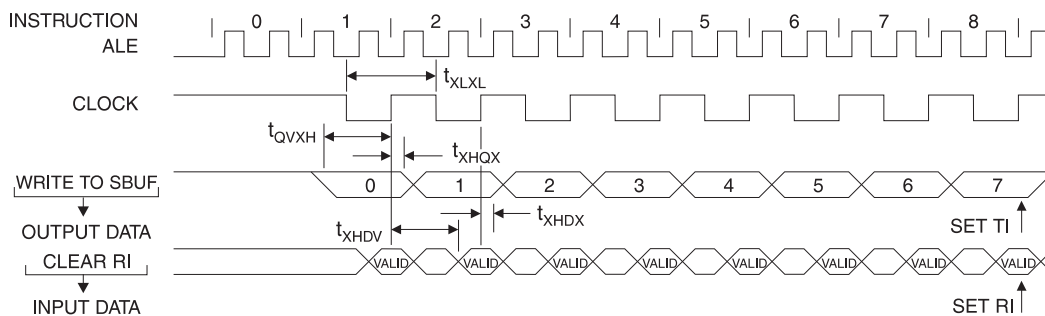 INSTRUCTION 0 1 2 3 4 5 6 7 8
ALE
tXLXL
CLOCK
tQVXH
tXHQX
WRITE TO SBUF 0 1 2 3 4 5 6 7
tXHDX
OUTPUT DATA SET TI
tXHDV
CLEAR RI VALID VALID VALID VALID VALID VALID VALID VALID
INPUT DATA SET RI